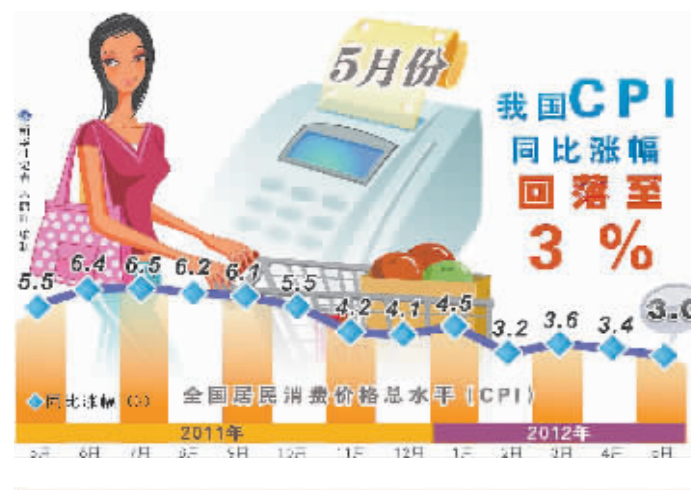 5月份
我国CPI
同比涨幅
回落至
3 %
5.5 6.4 6.5 6.2 6.1 5.5 4.2 4.1 4.5 3.2 3.6 3.4
同比涨幅
全国居民消费价格总水平(CPI)
2011年 2012年
6月 7月 8月 9月 10月 11月 12月 1月 2月 3月 4月